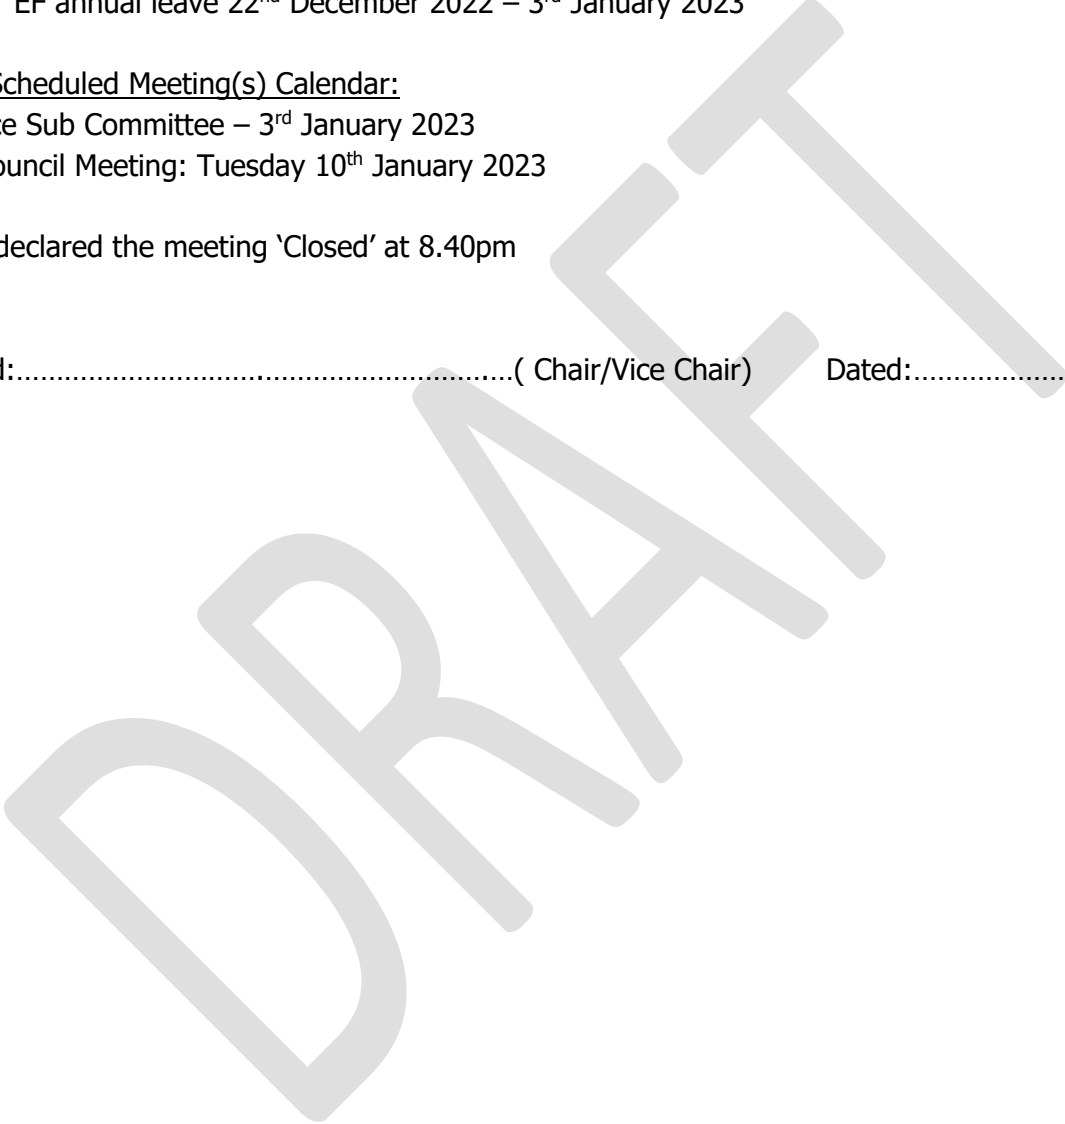 EF annual leave 22nd December 2022 – 3rd January 2023
Scheduled Meeting(s) Calendar:
Sub Committee – 3rd January 2023
Meeting: Tuesday 10th January 2023
declared the meeting ‘Closed’ at 8.40pm
:……………………………………………………( Chair/Vice Chair) Dated:………………
DRAFT